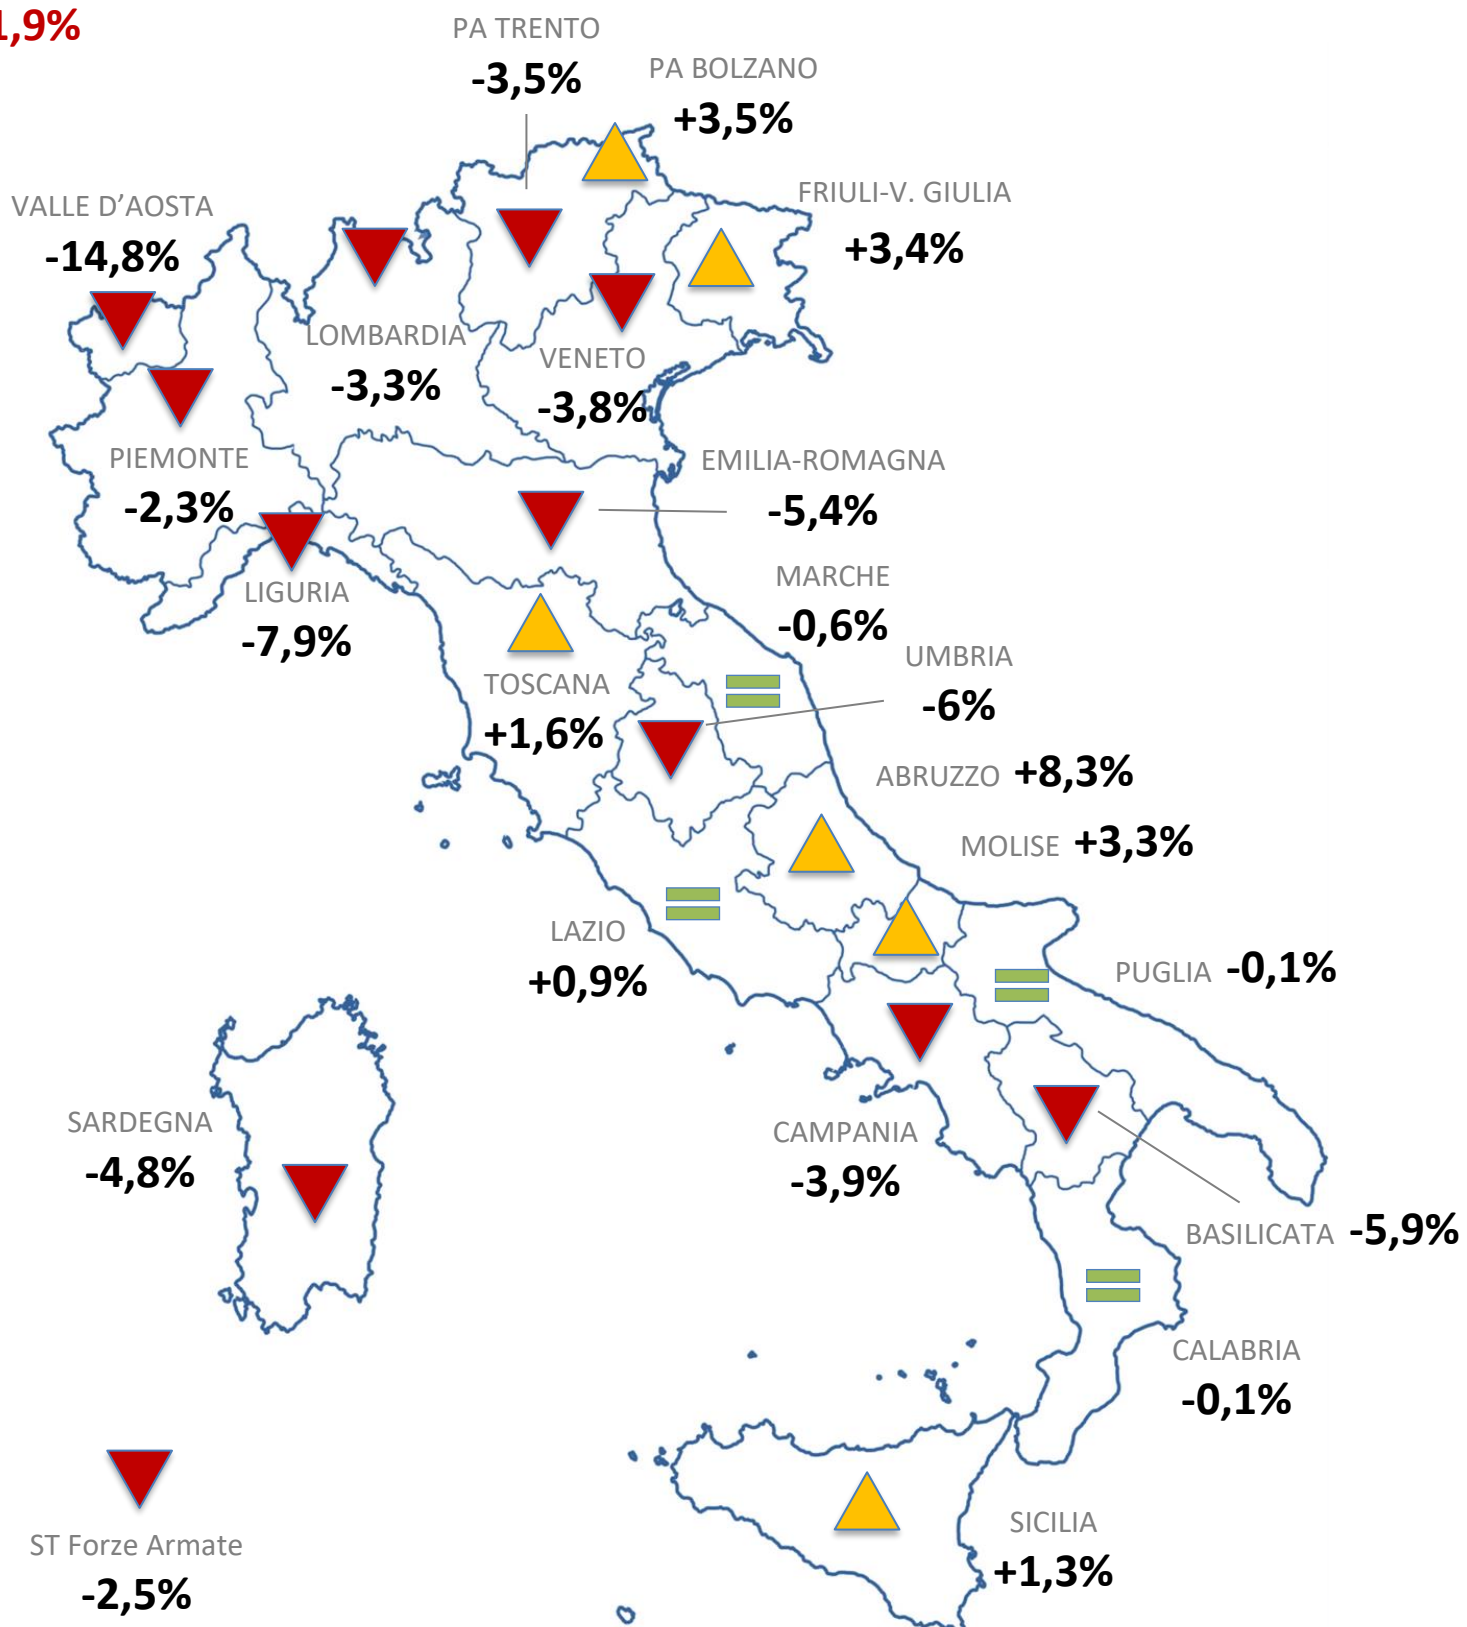 1,9%
PA TRENTO
-3,5%
PA BOLZANO
+3,5%
VALLE D’AOSTA
-14,8%
FRIULI-V. GIULIA
+3,4%
LOMBARDIA
-3,3%
VENETO
-3,8%
PIEMONTE
-2,3%
EMILIA-ROMAGNA
-5,4%
LIGURIA
-7,9%
MARCHE
-0,6%
UMBRIA
-6%
TOSCANA
+1,6%
ABRUZZO +8,3%
MOLISE +3,3%
LAZIO
+0,9%
PUGLIA -0,1%
SARDEGNA
-4,8%
CAMPANIA
-3,9%
BASILICATA -5,9%
CALABRIA
-0,1%
ST Forze Armate
-2,5%
SICILIA
+1,3%